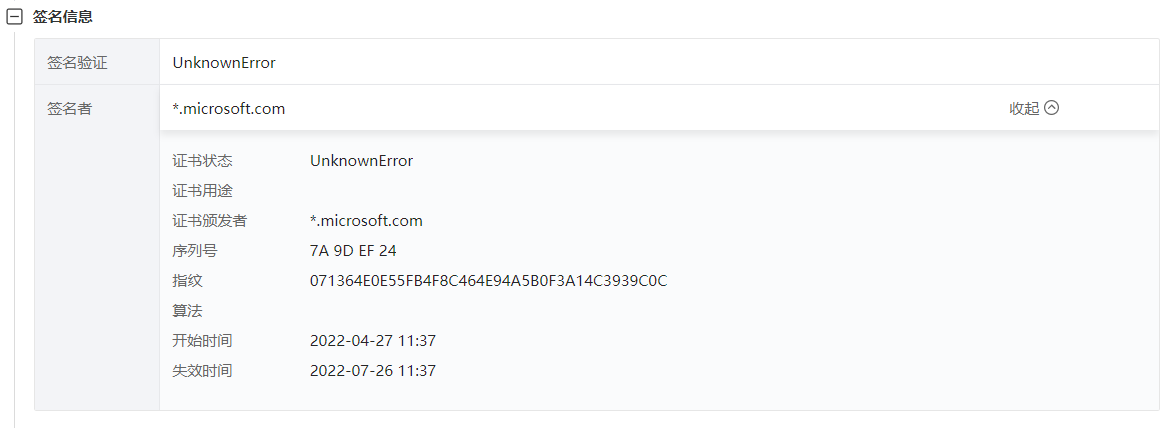 签名信息
签名验证 UnknownError
签名者 *.microsoft.com 收起
证书状态 UnknownError
证书用途
证书颁发者 *.microsoft.com
序列号 7A 9D EF 24
指纹 071364E0E55FB4F8C464E94A5B0F3A14C3939C0C
算法
开始时间 2022-04-27 11:37
失效时间 2022-07-26 11:37